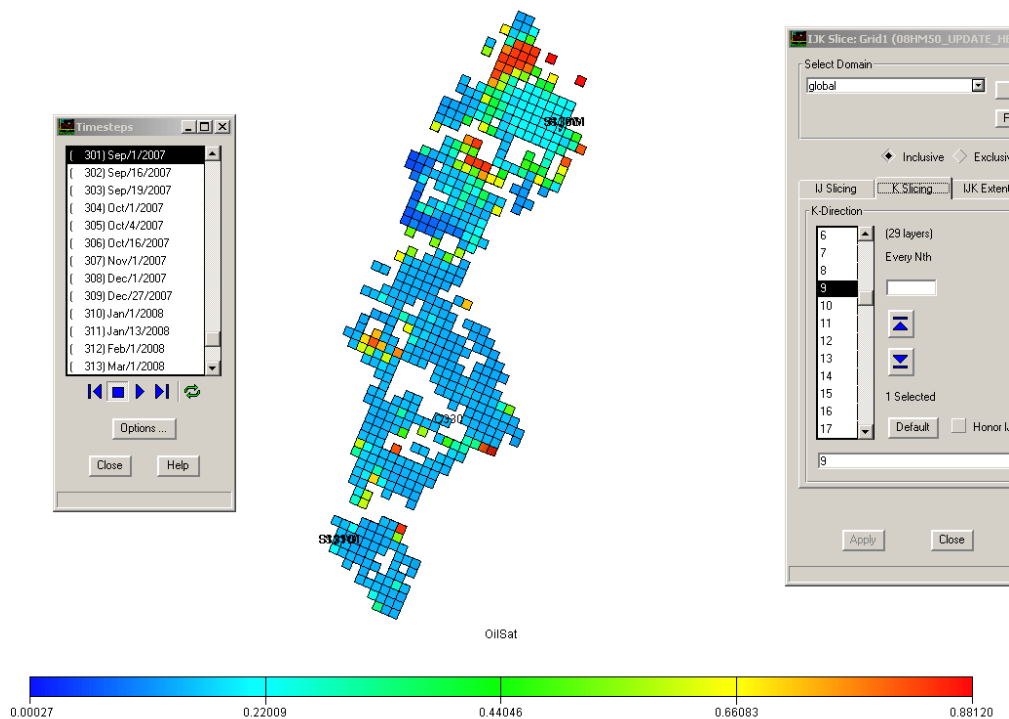 Timesteps
[ 301) Sep/1/2007
[ 302) Sep/16/2007
[ 303) Sep/19/2007
[ 304) Oct/1/2007
[ 305) Oct/4/2007
[ 306) Oct/16/2007
[ 307) Nov/1/2007
[ 308) Dec/1/2007
[ 309) Dec/27/2007
[ 310) Jan/1/2008
[ 311) Jan/13/2008
[ 312) Feb/1/2008
[ 313) Mar/1/2008
Options ...
Close Help
IJK Slice: Grid1 (08HM50_UPDATE_
Select Domain
global
Inclusive Exclusiv
IJ Slicing K Slicing IJK Extent
K-Direction
6
7
8
9
10
11
12
13
14
15
16
17
(29 layers)
Every Nth
1 Selected
Default Honor IJ
9
Apply Close
OilSat
0.00027 0.22009 0.44046 0.66083 0.88120